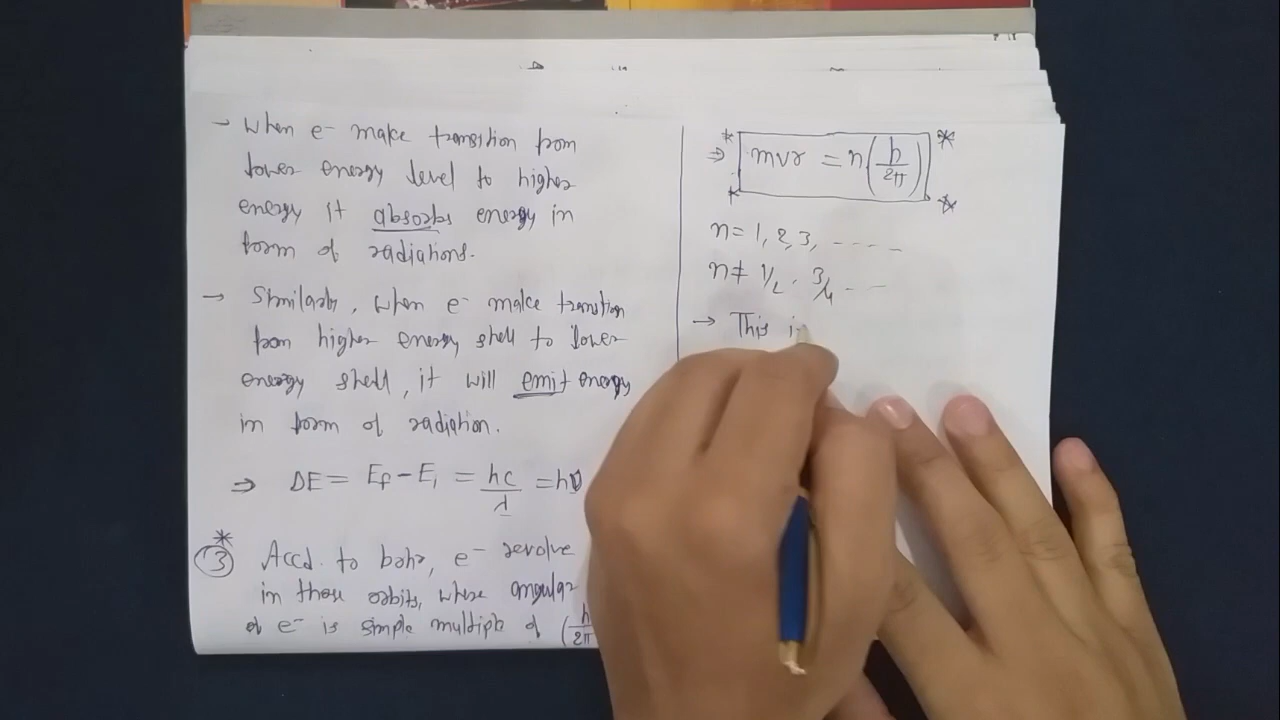 → When e- make transition from
lower energy level to higher
energy it absorbs energy in
form of radiations.
→ Similarly, when e- make transition
from higher energy shell to lower
energy shell, it will emit energy
in form of radiation.
⇒ DE = Ef - Ei = hc/λ = hν
* ③ Accd. to bohr, e- revolve
in those orbits, whose angular
of e- is simple multiple of (h/2π
⇒ mvr = n(h/2π)
n = 1, 2, 3, ----
n ≠ 1/2, 3/4 ---
→ This i